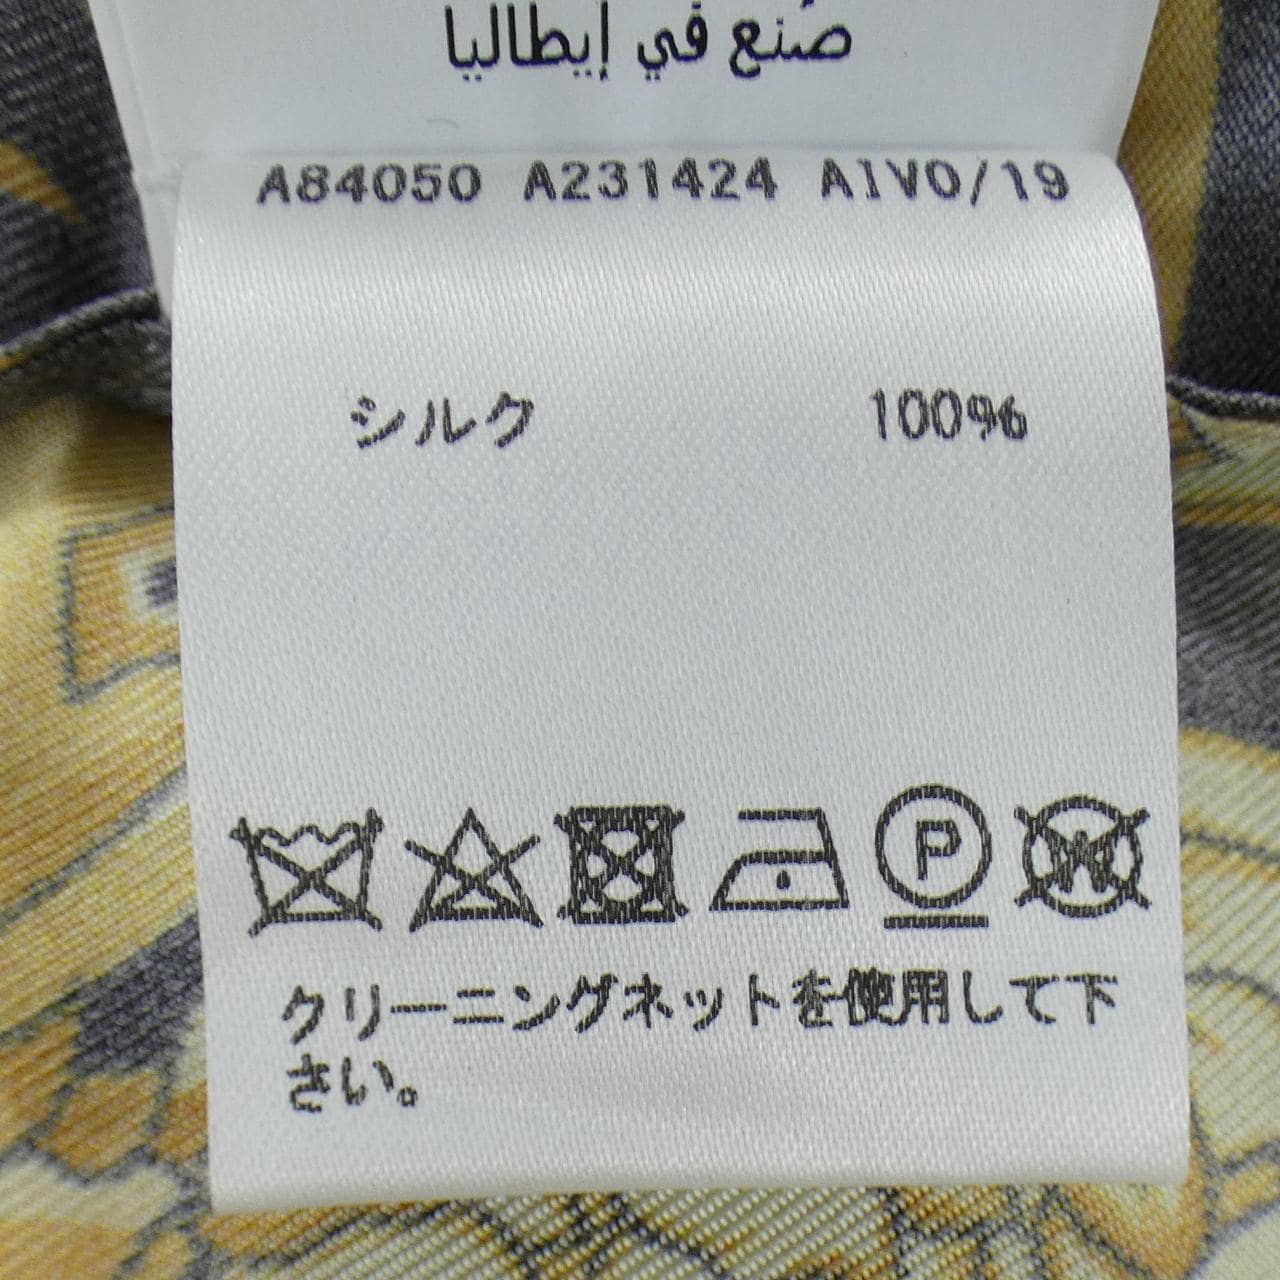 صُنع في إيطاليا
A84050 A231424 AIVO/19
シルク 100%
P
W
クリーニングネットを使用して下
さい。